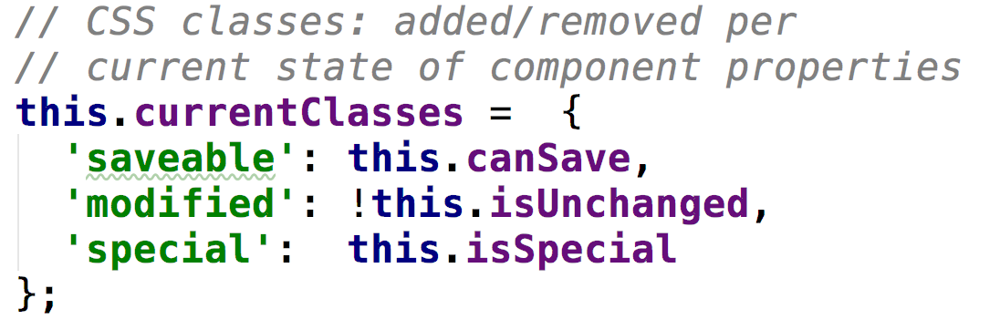 // CSS classes: added/removed per
// current state of component properties
this.currentClasses =  {
  'saveable': this.canSave,
  'modified': !this.isUnchanged,
  'special':  this.isSpecial
};